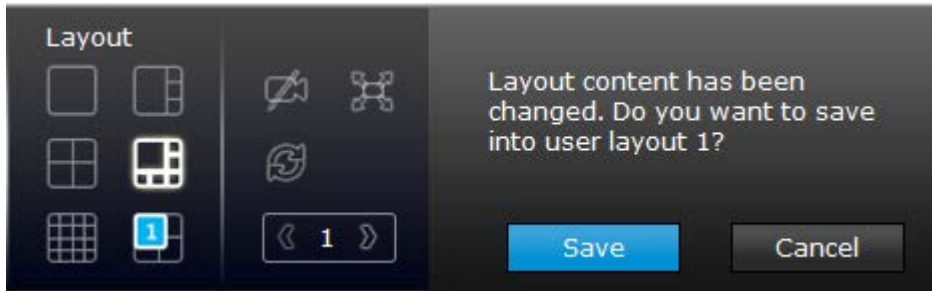 Layout
1
1
Layout content has been
changed. Do you want to save
into user layout 1?
Save
Cancel